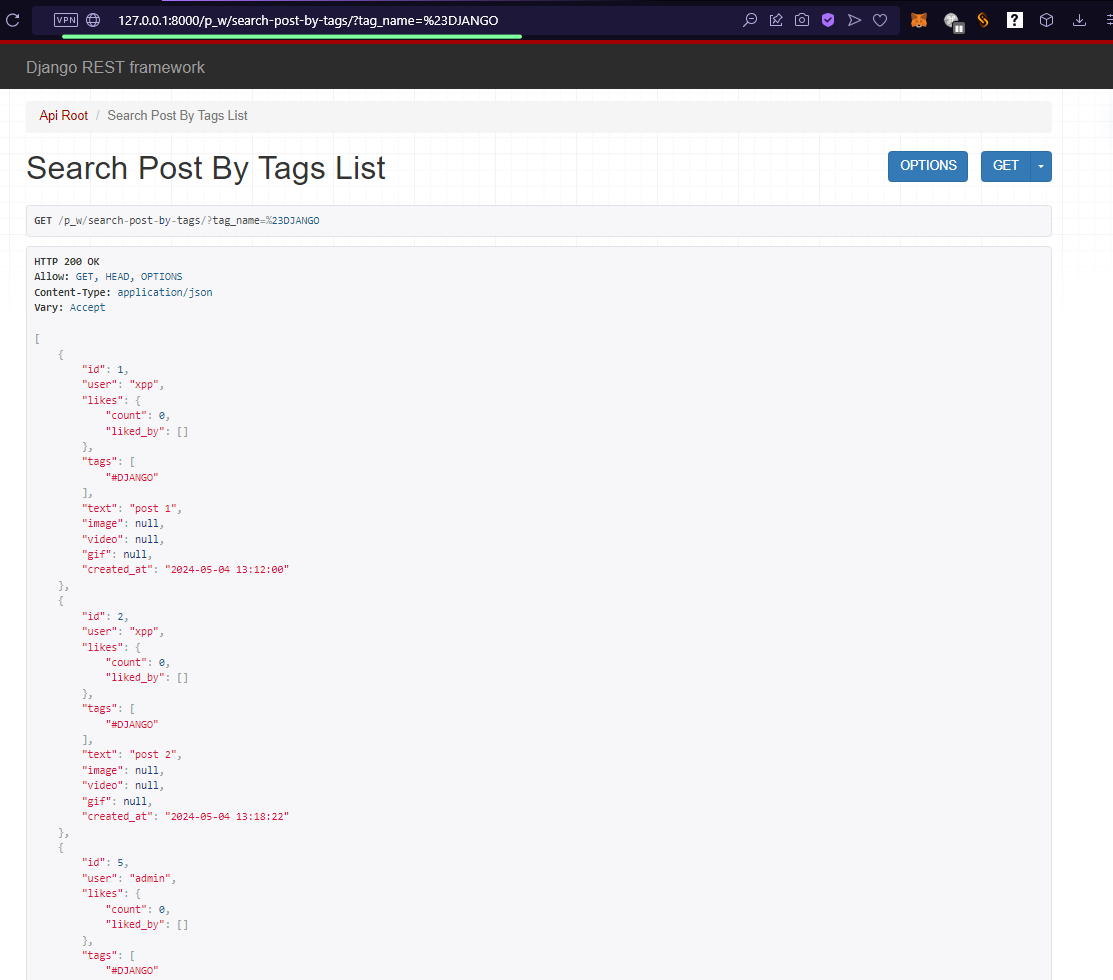 VPN 127.0.0.1:8000/p_w/search-post-by-tags/?tag_name=%23DJANGO
Django REST framework
Api Root / Search Post By Tags List
Search Post By Tags List
OPTIONS GET
GET /p_w/search-post-by-tags/?tag_name=%23DJANGO
HTTP 200 OK
Allow: GET, HEAD, OPTIONS
Content-Type: application/json
Vary: Accept
[
{
"id": 1,
"user": "xpp",
"likes": {
"count": 0,
"liked_by": []
},
"tags": [
"#DJANGO"
],
"text": "post 1",
"image": null,
"video": null,
"gif": null,
"created_at": "2024-05-04 13:12:00"
},
{
"id": 2,
"user": "xpp",
"likes": {
"count": 0,
"liked_by": []
},
"tags": [
"#DJANGO"
],
"text": "post 2",
"image": null,
"video": null,
"gif": null,
"created_at": "2024-05-04 13:18:22"
},
{
"id": 5,
"user": "admin",
"likes": {
"count": 0,
"liked_by": []
},
"tags": [
"#DJANGO"